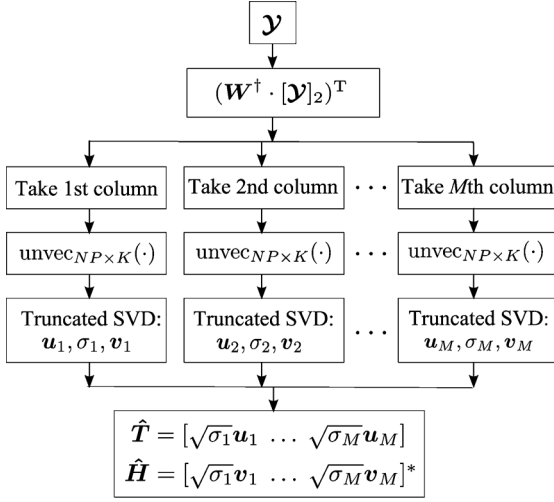 𝓨
(W† · [𝓨]₂)ᵀ
Take 1st column Take 2nd column · · · Take Mth column
unvec_{NP×K}(·) unvec_{NP×K}(·) · · · unvec_{NP×K}(·)
Truncated SVD: Truncated SVD: Truncated SVD:
u₁, σ₁, v₁ u₂, σ₂, v₂ · · · u_M, σ_M, v_M
T̂ = [√σ₁u₁ … √σ_M u_M]
Ĥ = [√σ₁v₁ … √σ_M v_M]*